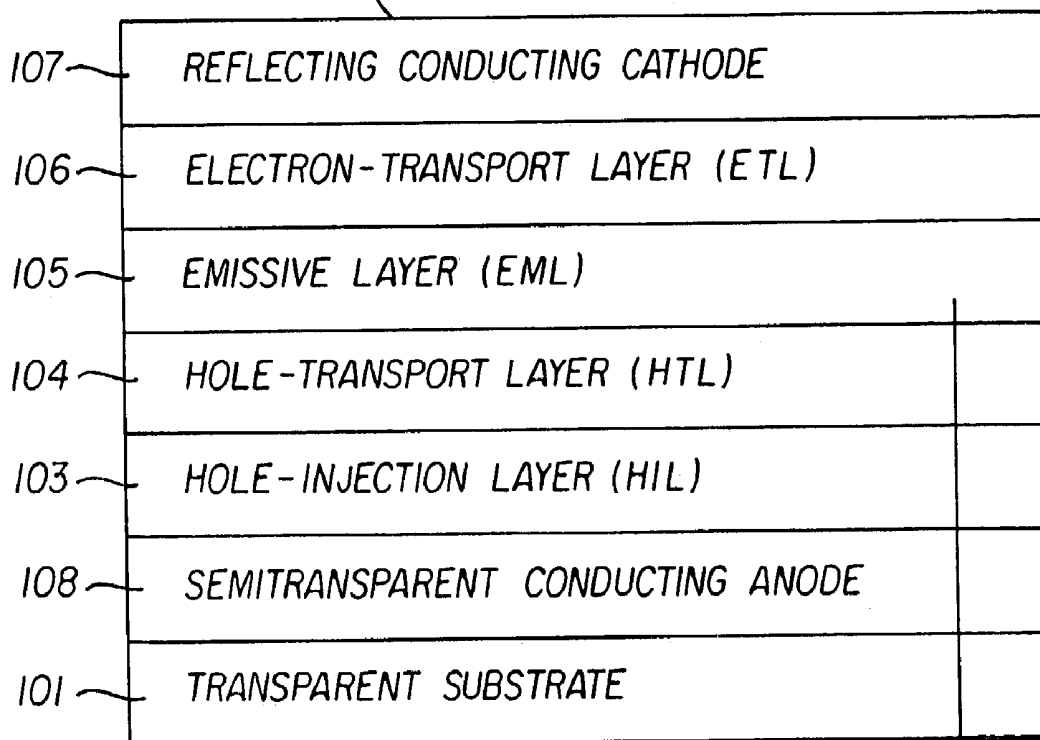 107 REFLECTING CONDUCTING CATHODE
106 ELECTRON-TRANSPORT LAYER (ETL)
105 EMISSIVE LAYER (EML)
104 HOLE-TRANSPORT LAYER (HTL)
103 HOLE-INJECTION LAYER (HIL)
108 SEMITRANSPARENT CONDUCTING ANODE
101 TRANSPARENT SUBSTRATE